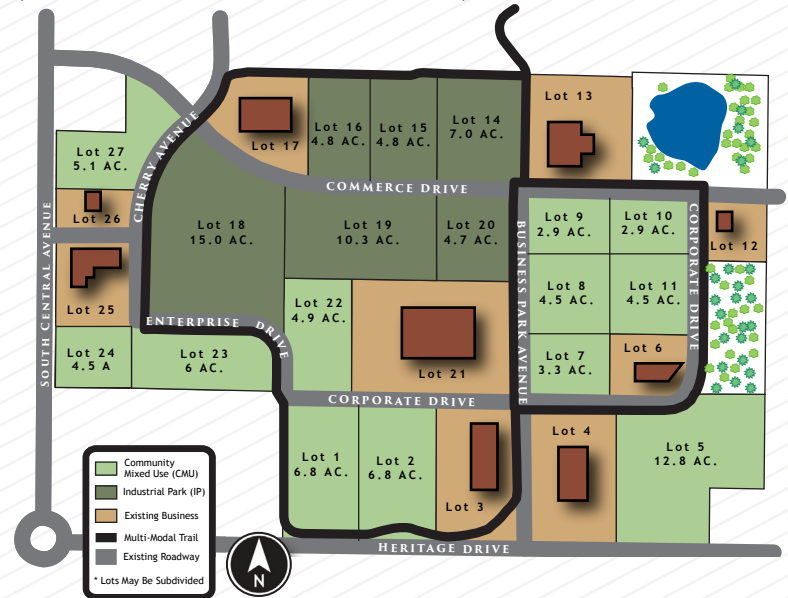 Lot 13
Lot 14
7.0 AC.
Lot 16
4.8 AC.
Lot 15
4.8 AC.
Lot 17
Lot 27
5.1 AC.
CHERRY AVENUE
COMMERCE DRIVE
Lot 26
Lot 18
15.0 AC.
Lot 19
10.3 AC.
Lot 20
4.7 AC.
Lot 9
2.9 AC.
Lot 10
2.9 AC.
Lot 12
SOUTH CENTRAL AVENUE
BUSINESS PARK AVENUE
CORPORATE DRIVE
Lot 8
4.5 AC.
Lot 11
4.5 AC.
Lot 25
Lot 22
4.9 AC.
ENTERPRISE DRIVE
Lot 24
4.5 A
Lot 23
6 AC.
Lot 21
Lot 7
3.3 AC.
Lot 6
CORPORATE DRIVE
Lot 1
6.8 AC.
Lot 2
6.8 AC.
Lot 3
Lot 4
Lot 5
12.8 AC.
Community
Mixed Use (CMU)
Industrial Park (IP)
Existing Business
Multi-Modal Trail
Existing Roadway
* Lots May Be Subdivided
N
HERITAGE DRIVE